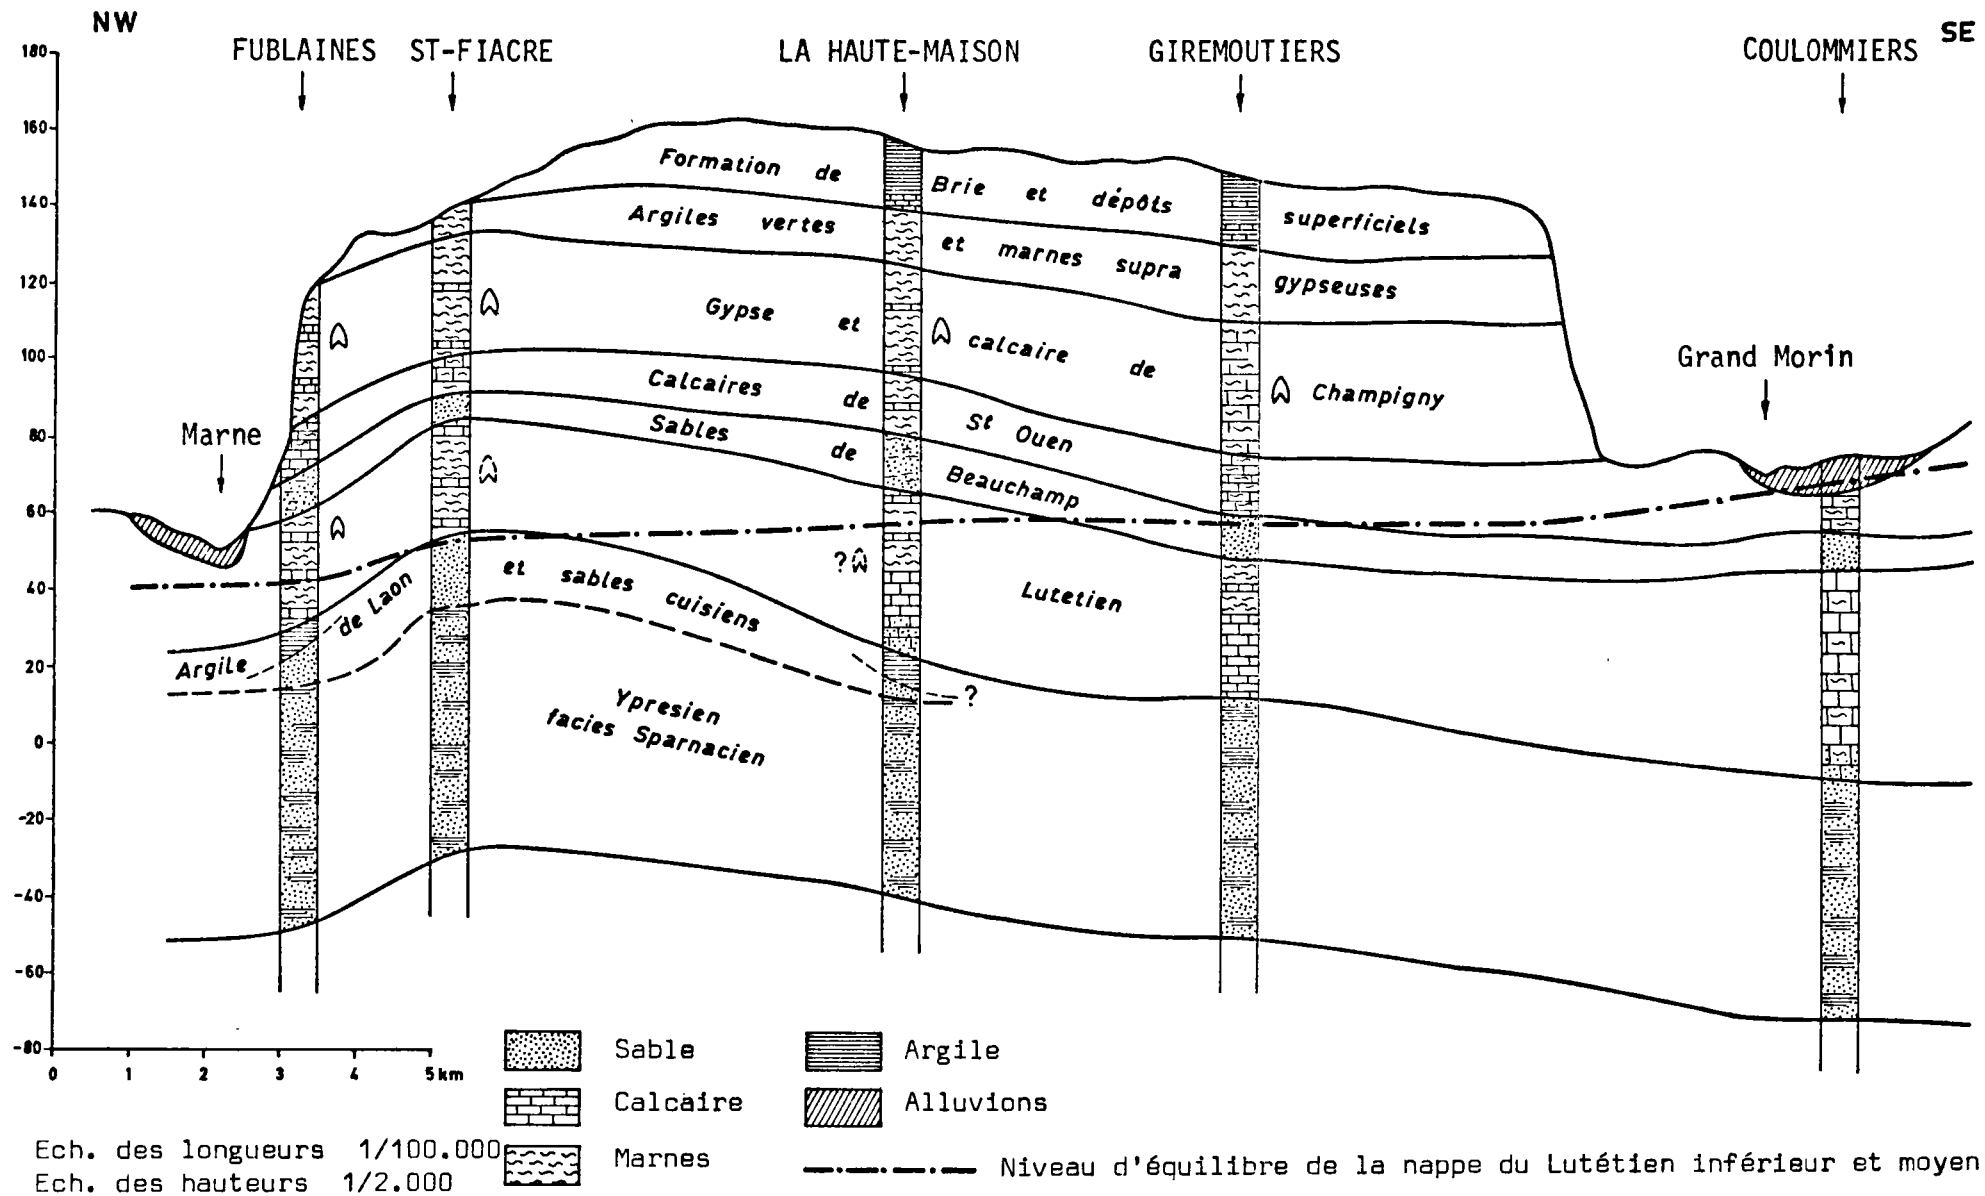 NW
SE
FUBLAINES ST-FIACRE LA HAUTE-MAISON GIREMOUTIERS COULOMMIERS
180
160
140
120
100
80
60
40
20
0
-20
-40
-60
-80
Formation de Brie et dépôts superficiels
Argiles vertes et marnes supra gypseuses
Gypse et calcaire de Champigny
Calcaires de St Ouen
Sables de Beauchamp
Marne
Grand Morin
?
Lutetien
Argile de Laon et sables cuisiens
?
Ypresien
facies Sparnacien
0 1 2 3 4 5 km
Sable
Argile
Calcaire
Alluvions
Marnes
Niveau d'équilibre de la nappe du Lutétien inférieur et moyen
Ech. des longueurs 1/100.000
Ech. des hauteurs 1/2.000